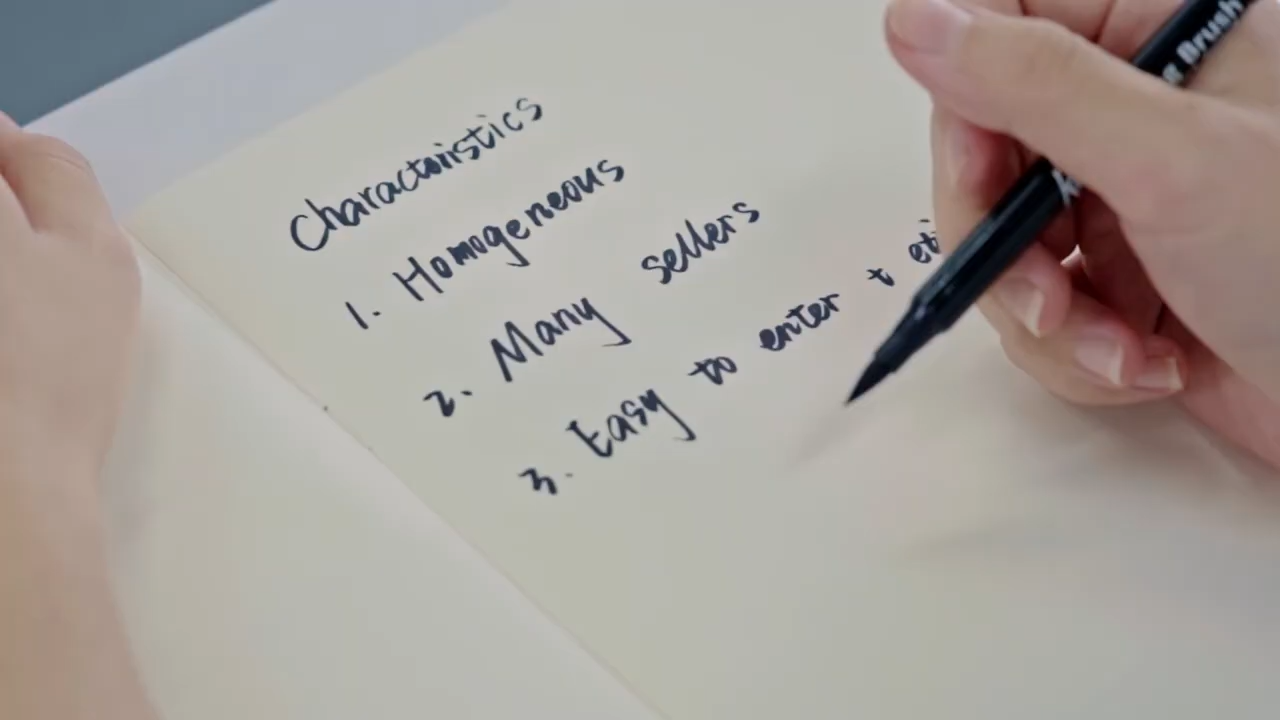 Characteristics
1. Homogeneous
2. Many sellers
3. Easy to enter +
Brush